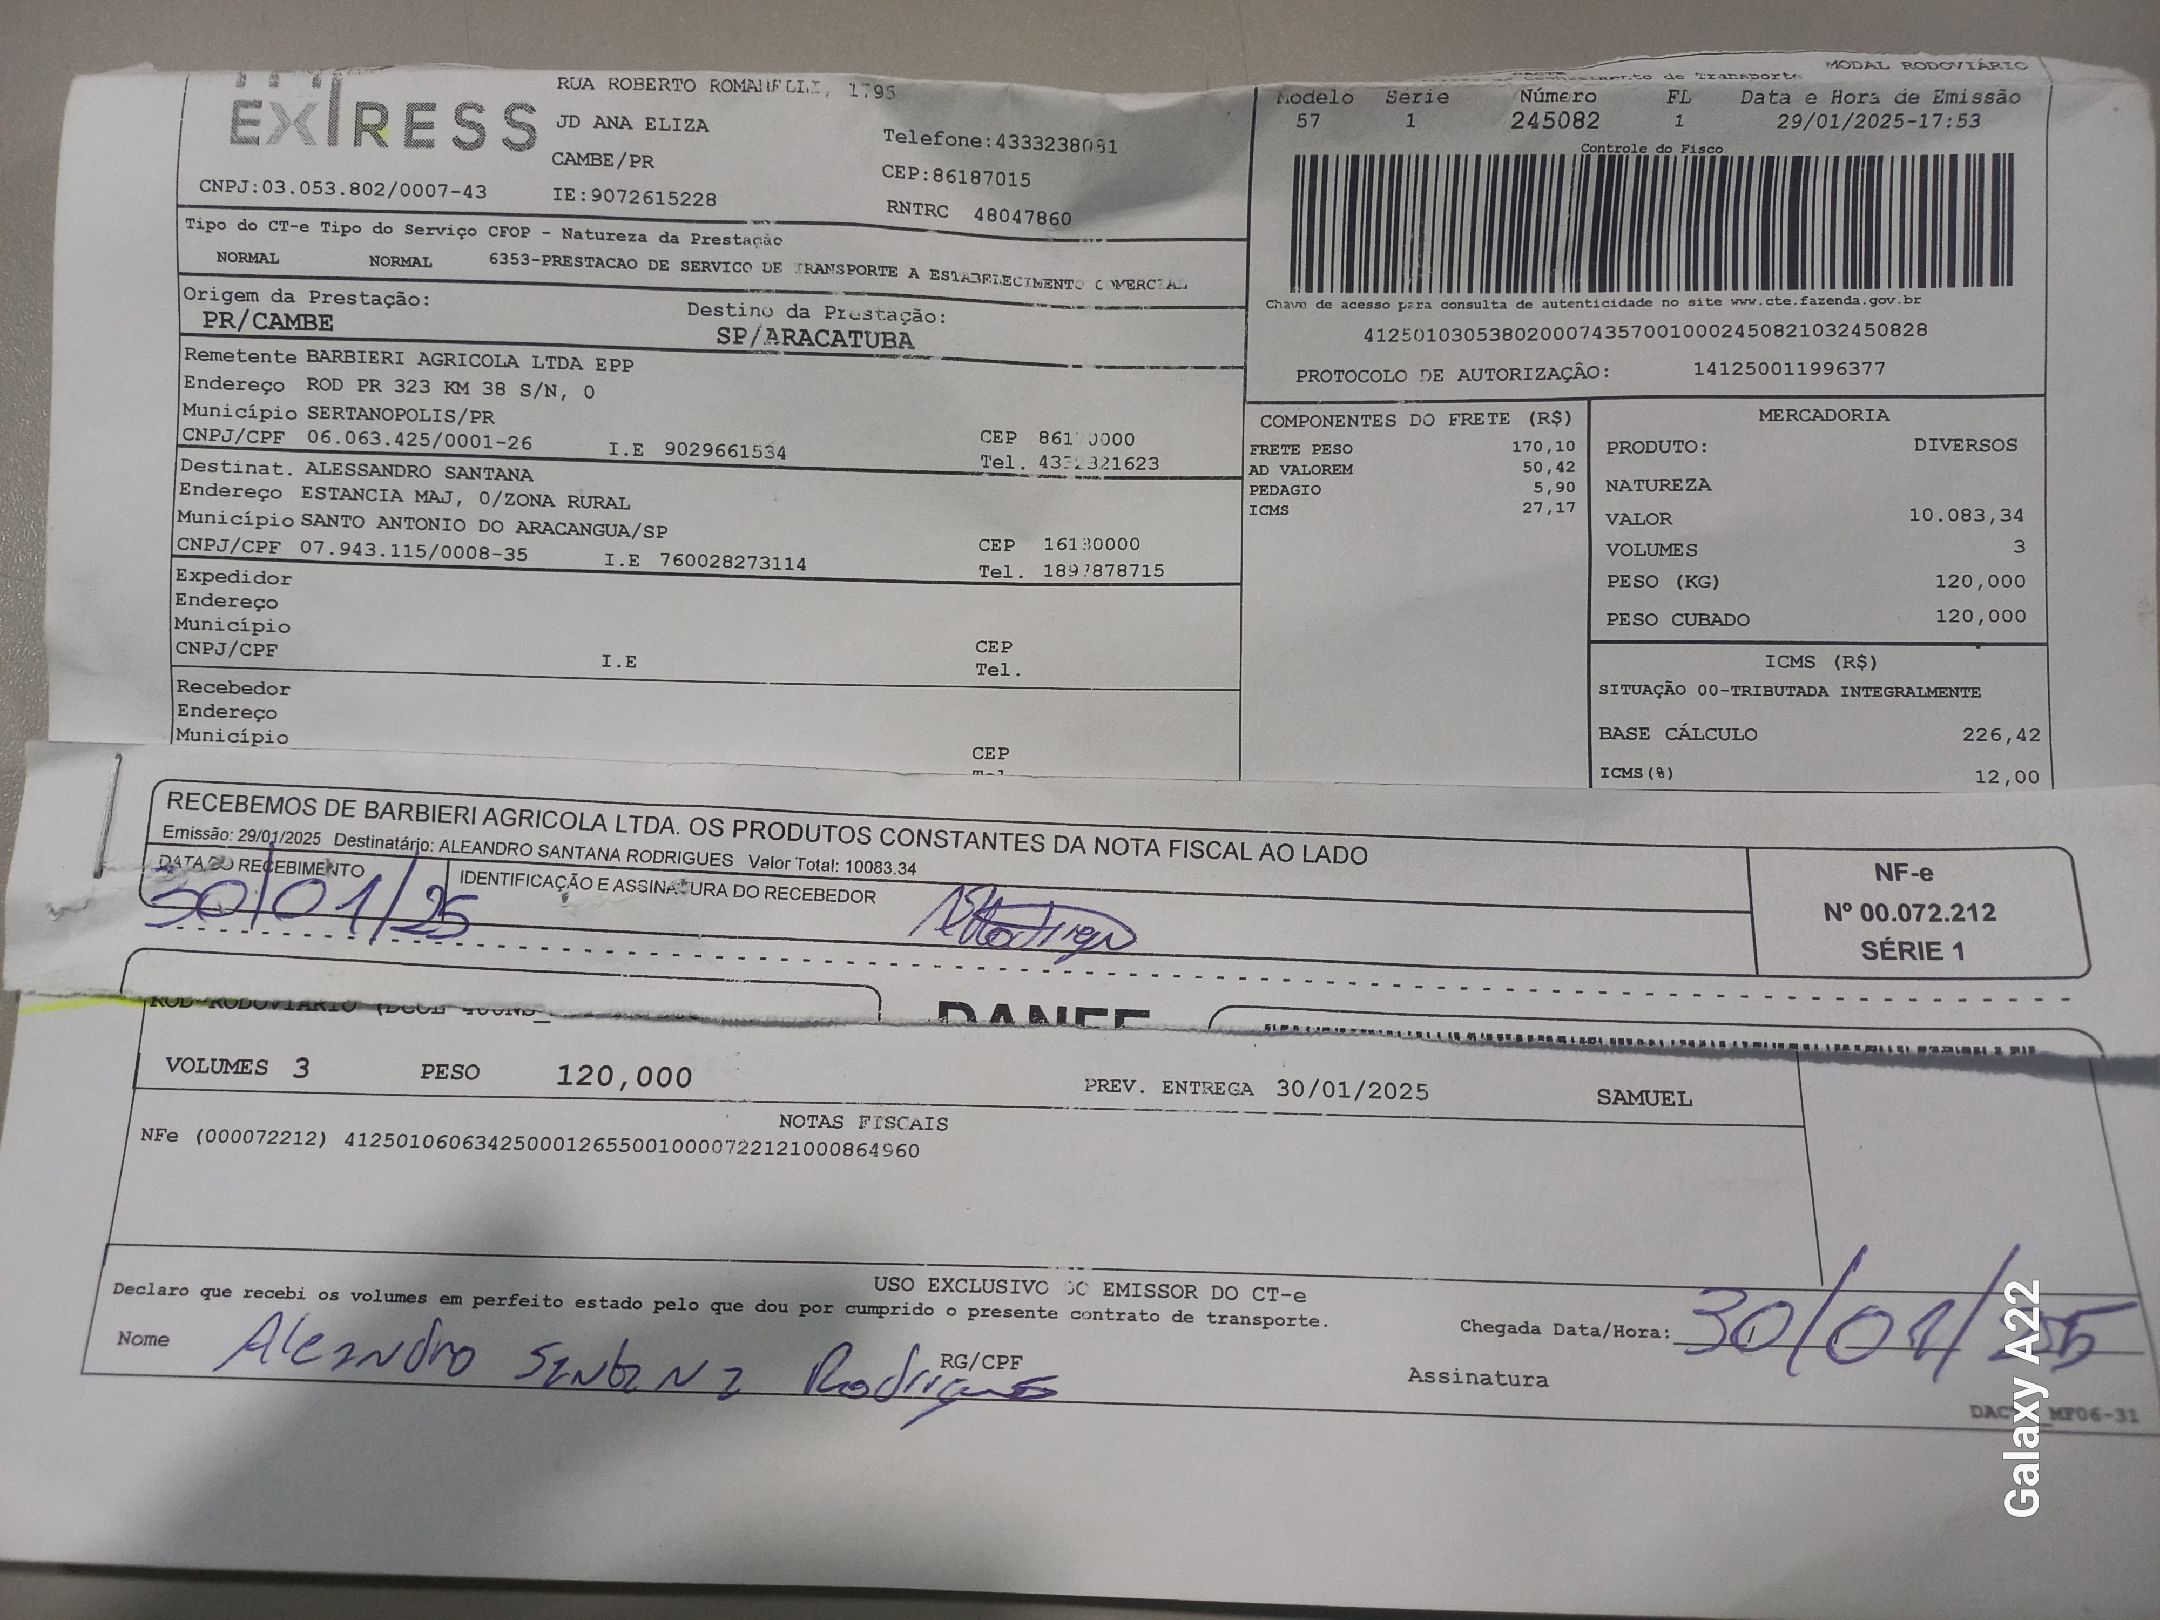 EXPRESS
RUA ROBERTO ROMANELLI, 1795
JD ANA ELIZA
CAMBE/PR
Telefone:4333238081
CEP:86187015
CNPJ:03.053.802/0007-43
IE:9072615228
RNTRC 48047860
MODAL RODOVIÁRIO
de Transporte
Modelo Serie Número FL Data e Hora de Emissão
57 1 245082 1 29/01/2025-17:53
Controle do Fisco
Chave de acesso para consulta de autenticidade no site www.cte.fazenda.gov.br
41250103053802000743570010002450821032450828
PROTOCOLO DE AUTORIZAÇÃO: 141250011996377
Tipo do CT-e Tipo do Serviço CFOP - Natureza da Prestação
NORMAL NORMAL 6353-PRESTACAO DE SERVICO DE TRANSPORTE A ESTABELECIMENTO COMERCIAL
Origem da Prestação: Destino da Prestação:
PR/CAMBE SP/ARACATUBA
Remetente BARBIERI AGRICOLA LTDA EPP
Endereço ROD PR 323 KM 38 S/N, 0
Município SERTANOPOLIS/PR CEP
CNPJ/CPF 06.063.425/0001-26 I.E 9029661534 Tel.
Destinat. ALESSANDRO SANTANA
Endereço ESTANCIA MAJ, 0/ZONA RURAL
Município SANTO ANTONIO DO ARACANGUA/SP CEP
CNPJ/CPF 07.943.115/0008-35 I.E 760028273114 Tel.
Expedidor
Endereço
Município CEP
CNPJ/CPF I.E Tel.
Recebedor
Endereço
Município CEP
COMPONENTES DO FRETE (R$)
FRETE PESO 170,10
AD VALOREM 50,42
PEDAGIO 5,90
ICMS 27,17
MERCADORIA
PRODUTO: DIVERSOS
NATUREZA
VALOR 10.083,34
VOLUMES 3
PESO (KG) 120,000
PESO CUBADO 120,000
ICMS (R$)
SITUAÇÃO 00-TRIBUTADA INTEGRALMENTE
BASE CÁLCULO 226,42
ICMS(%) 12,00
RECEBEMOS DE BARBIERI AGRICOLA LTDA. OS PRODUTOS CONSTANTES DA NOTA FISCAL AO LADO
Emissão: 29/01/2025 Destinatário: ALEANDRO SANTANA RODRIGUES Valor Total: 10083.34
DATA DO RECEBIMENTO IDENTIFICAÇÃO E ASSINATURA DO RECEBEDOR
30/01/25
NF-e
Nº 00.072.212
SÉRIE 1
DANFE
VOLUMES 3 PESO 120,000 PREV. ENTREGA 30/01/2025 SAMUEL
NOTAS FISCAIS
NFe (000072212) 41250106063425000126550010000722121000864960
USO EXCLUSIVO DO EMISSOR DO CT-e
Declaro que recebi os volumes em perfeito estado pelo que dou por cumprido o presente contrato de transporte.
Nome Aleandro Santana Rodrigues RG/CPF
Chegada Data/Hora: 30/01/25
Assinatura
MF06-31
Galaxy A22